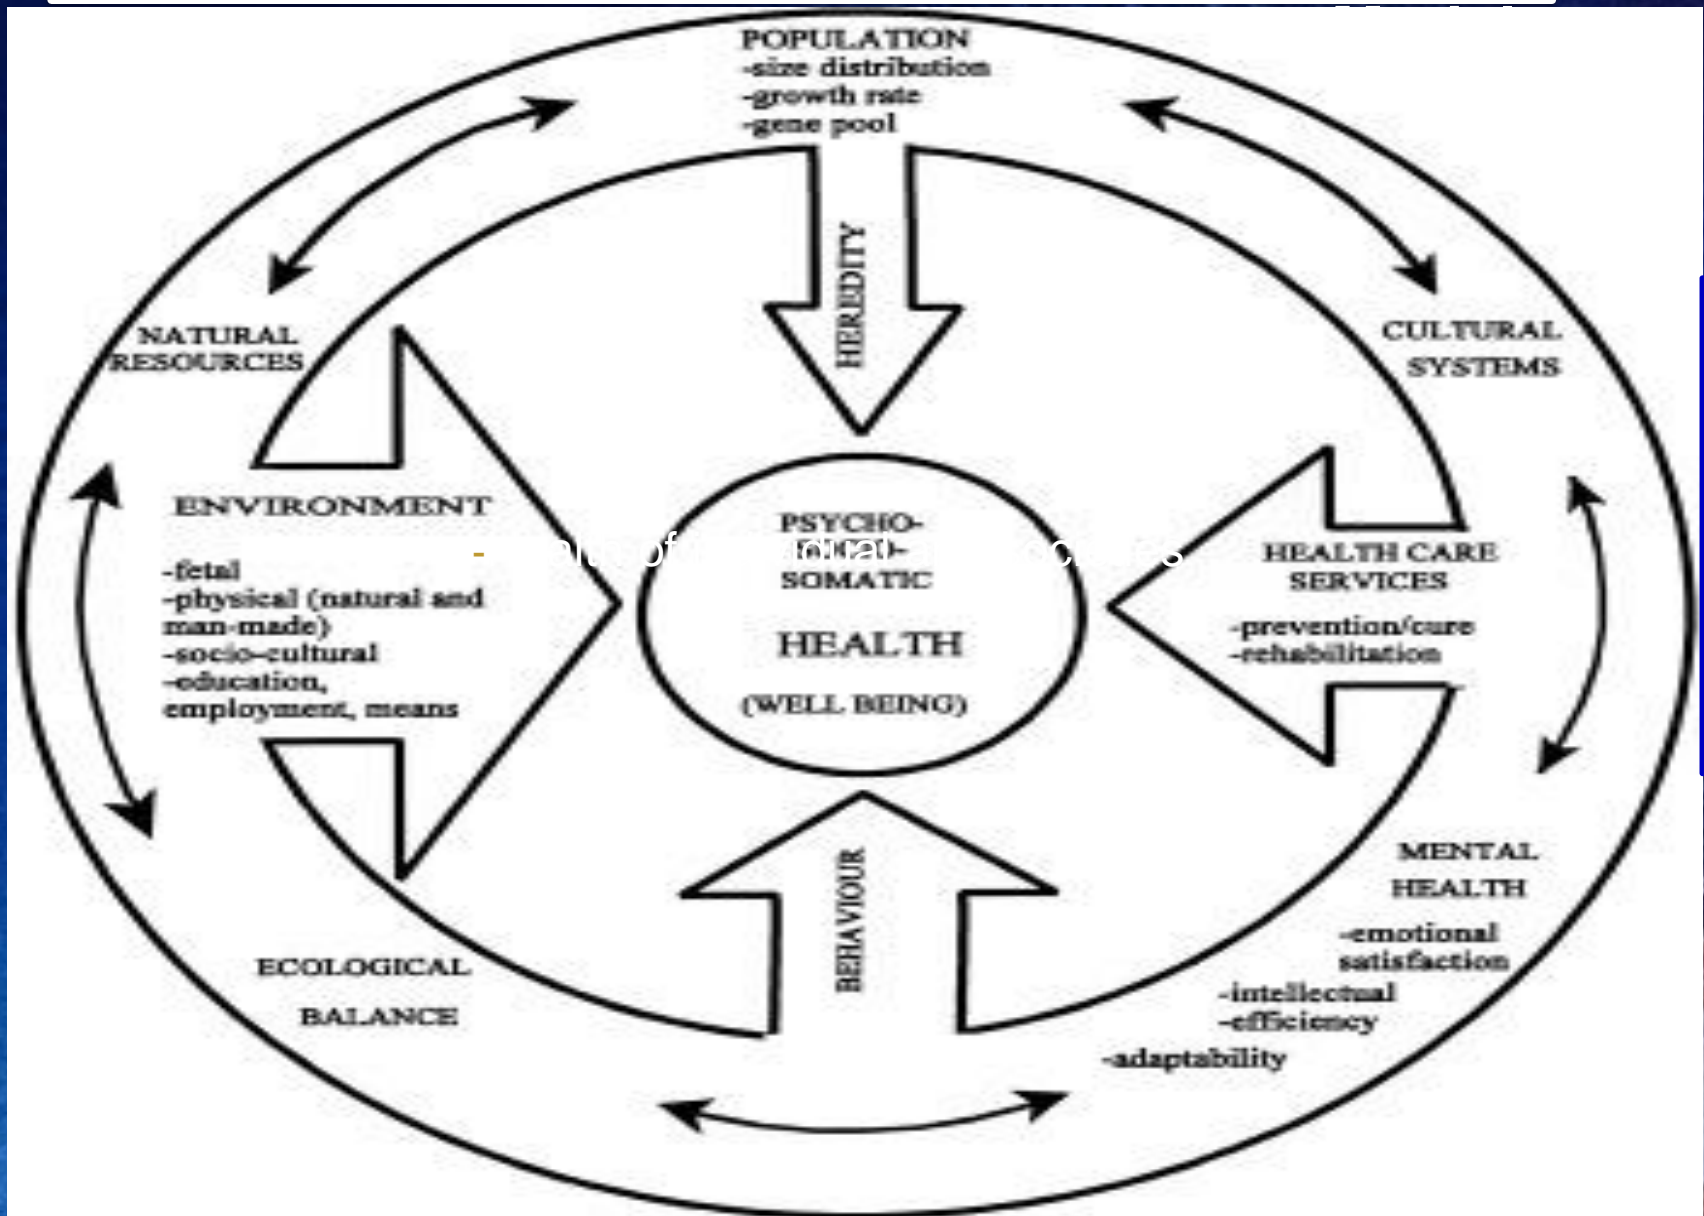 POPULATION
-size distribution
-growth rate
-gene pool
HEREDITY
NATURAL
RESOURCES
CULTURAL
SYSTEMS
ENVIRONMENT
-fetal
-physical (natural and
man-made)
-socio-cultural
-education,
employment, means
PSYCHO-
SOMATIC
HEALTH
(WELL BEING)
HEALTH CARE
SERVICES
-prevention/cure
-rehabilitation
BEHAVIOUR
MENTAL
HEALTH
-emotional
satisfaction
-intellectual
-efficiency
-adaptability
ECOLOGICAL
BALANCE